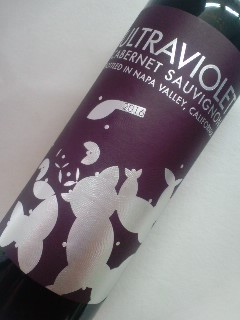 ULTRAVIOLET
CABERNET SAUVIGNON
BOTTLED IN NAPA VALLEY, CALIFORNIA
2016